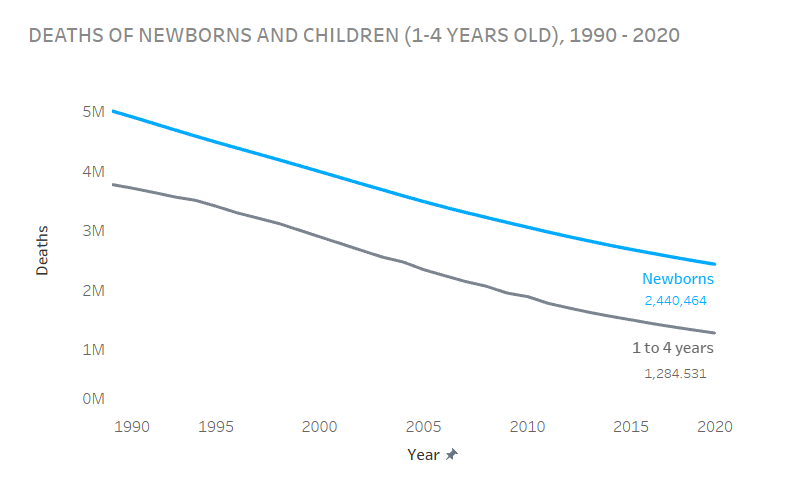 DEATHS OF NEWBORNS AND CHILDREN (1-4 YEARS OLD), 1990 - 2020
5M
4M
3M
2M
1M
0M
Deaths
Newborns
2,440,464
1 to 4 years
1,284.531
1990 1995 2000 2005 2010 2015 2020
Year